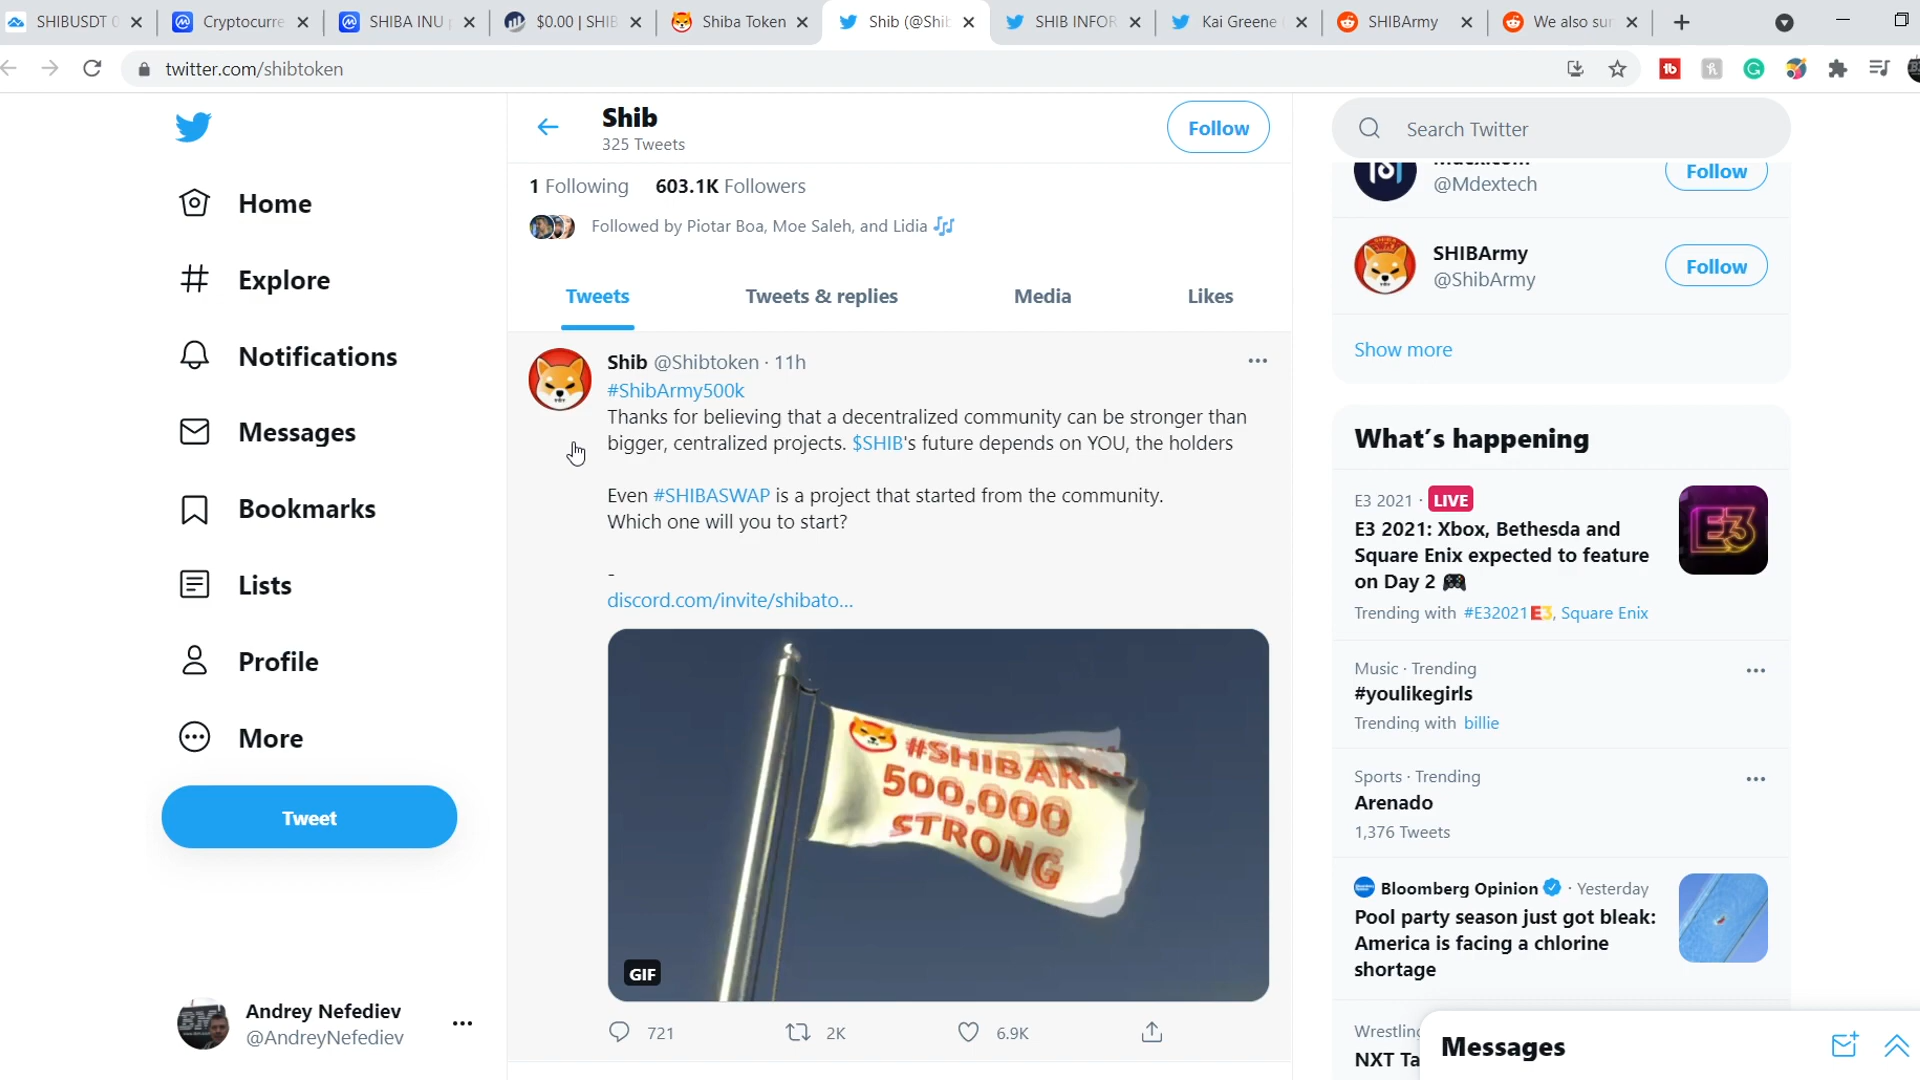 SHIBUSDT
Cryptocurre
SHIBA INU
$0.00 | SHIB
Shiba Token
Shib (@Shib
SHIB INFOR
Kai Greene
SHIBArmy
We also sur
twitter.com/shibtoken
Shib
325 Tweets
Follow
Search Twitter
1 Following 603.1K Followers
Followed by Piotar Boa, Moe Saleh, and Lidia
Home
Explore
Notifications
Messages
Bookmarks
Lists
Profile
More
Tweet
Andrey Nefediev
@AndreyNefediev
Tweets
Tweets & replies
Media
Likes
Shib @Shibtoken · 11h
#ShibArmy500k
Thanks for believing that a decentralized community can be stronger than
bigger, centralized projects. $SHIB's future depends on YOU, the holders
Even #SHIBASWAP is a project that started from the community.
Which one will you to start?
-
discord.com/invite/shibato...
500.000
STRONG
GIF
721
2K
6.9K
@Mdextech
Follow
SHIBArmy
@ShibArmy
Follow
Show more
What's happening
E3 2021 · LIVE
E3 2021: Xbox, Bethesda and
Square Enix expected to feature
on Day 2
Trending with #E32021, Square Enix
Music · Trending
#youlikegirls
Trending with billie
Sports · Trending
Arenado
1,376 Tweets
Bloomberg Opinion · Yesterday
Pool party season just got bleak:
America is facing a chlorine
shortage
Wrestling
NXT Ta
Messages